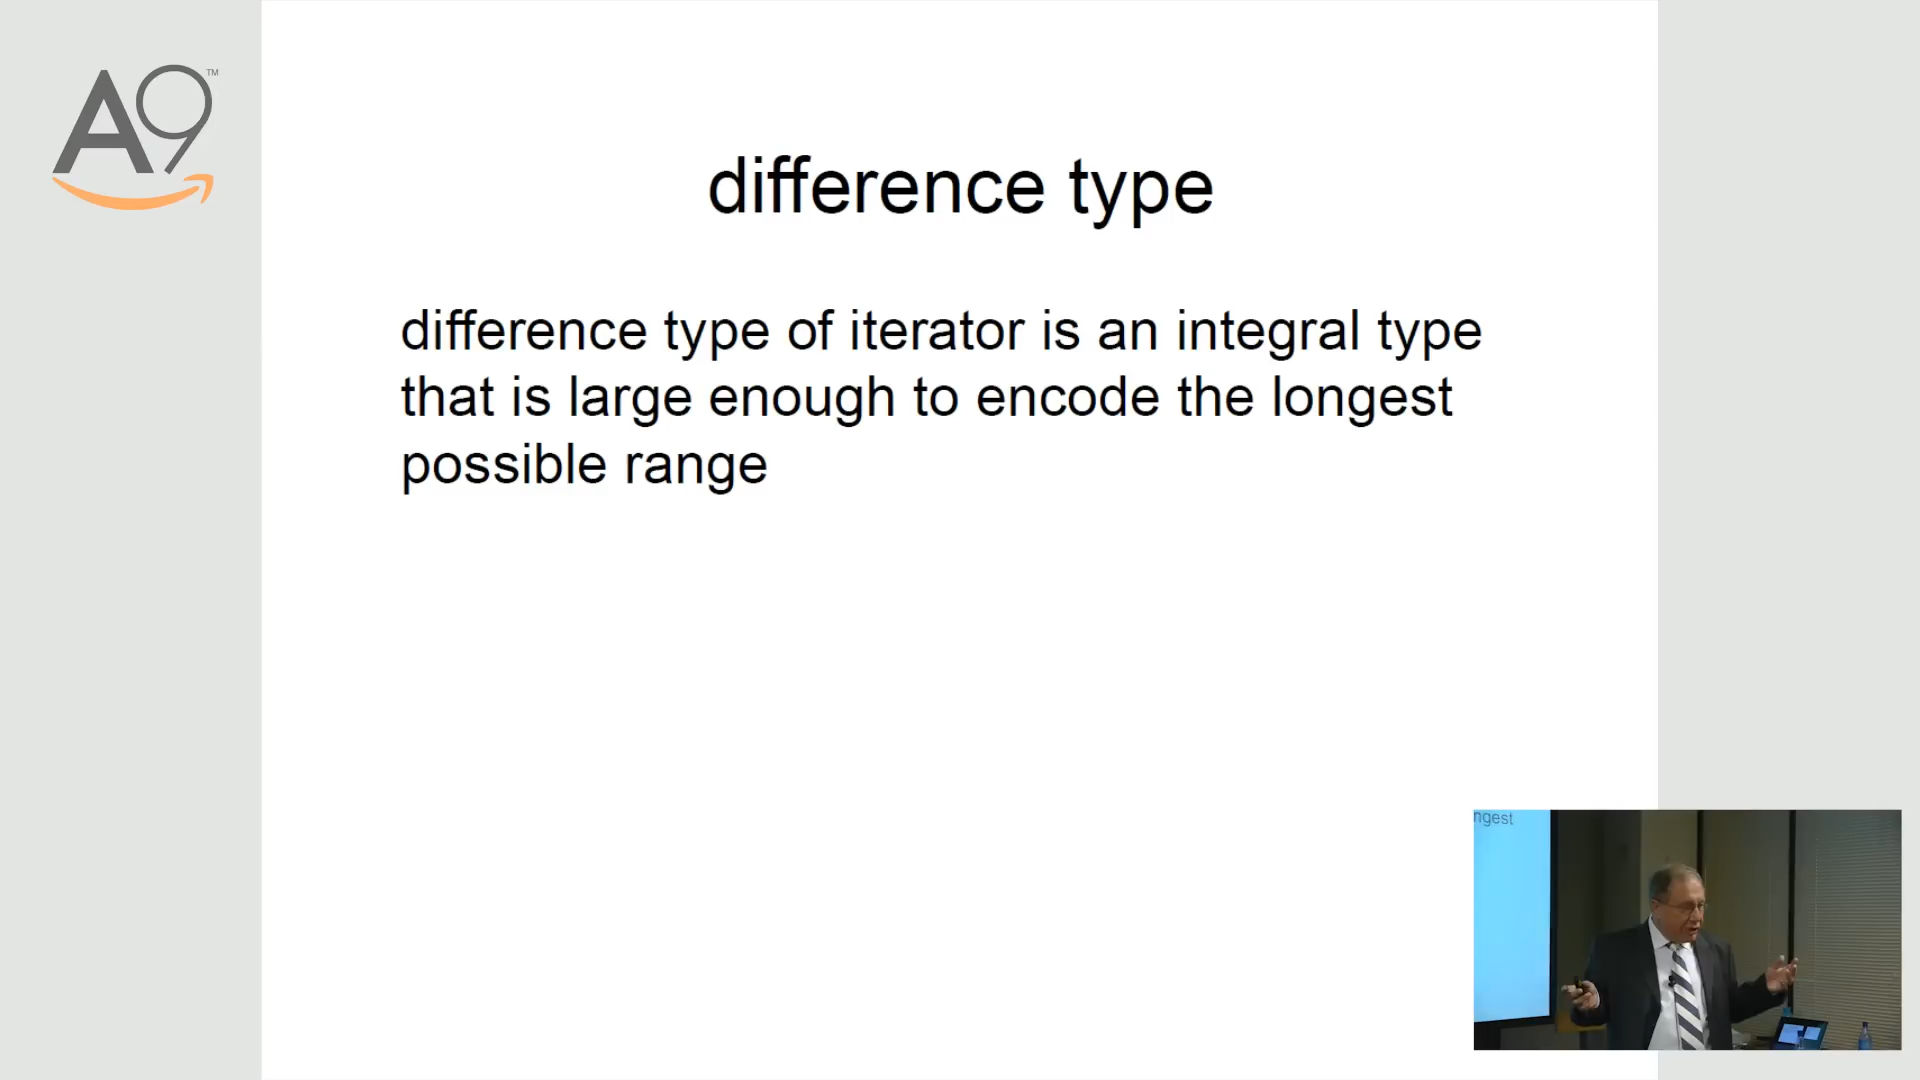 A9™
difference type
difference type of iterator is an integral type
that is large enough to encode the longest
possible range
ngest